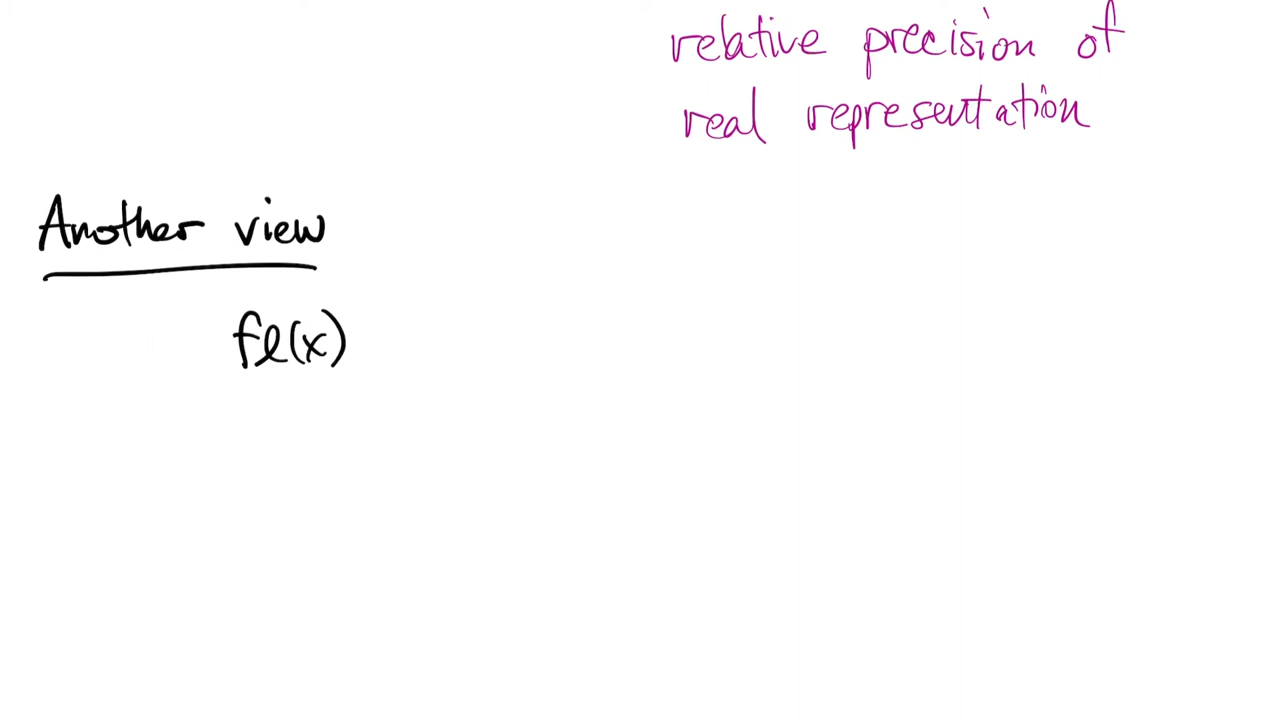 relative precision of
real representation
Another view
fl(x)